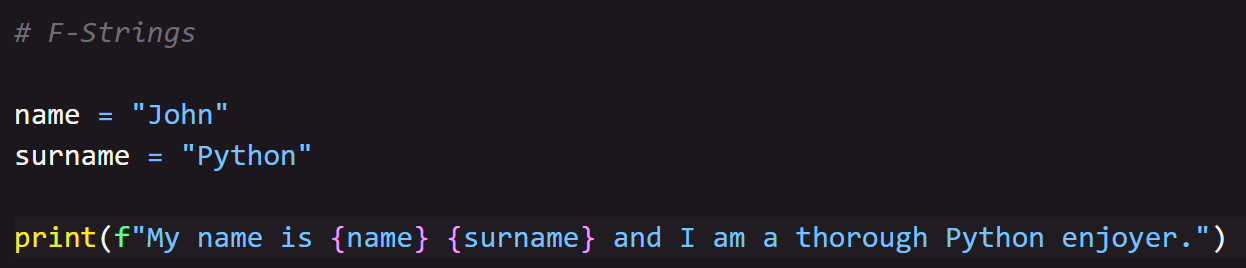 # F-Strings
name = "John"
surname = "Python"
print(f"My name is {name} {surname} and I am a thorough Python enjoyer.")